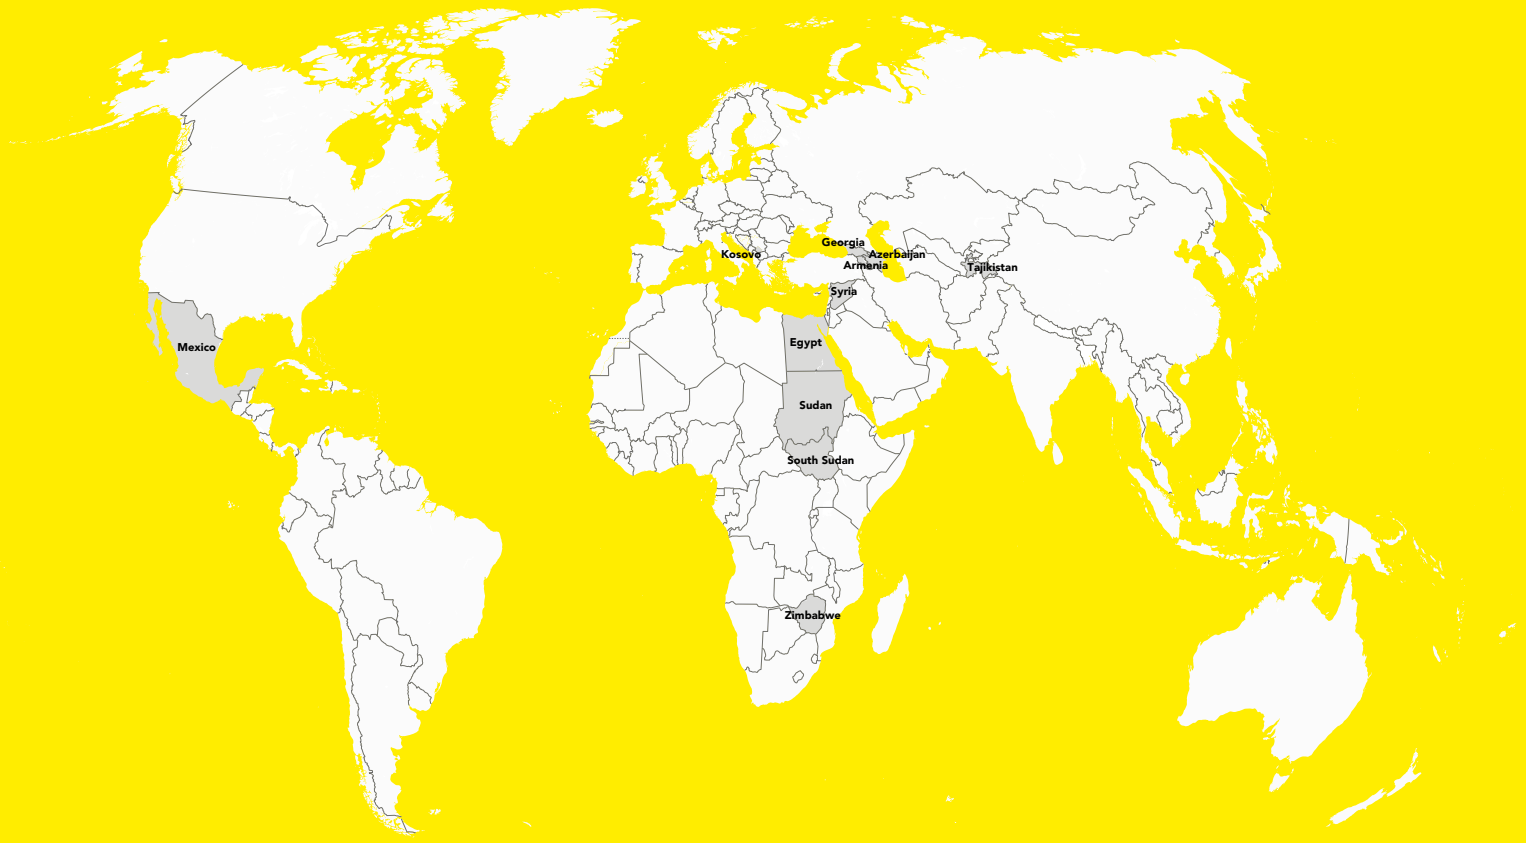 Georgia
Kosovo
Azerbaijan
Armenia
Tajikistan
Syria
Egypt
Mexico
Sudan
South Sudan
Zimbabwe